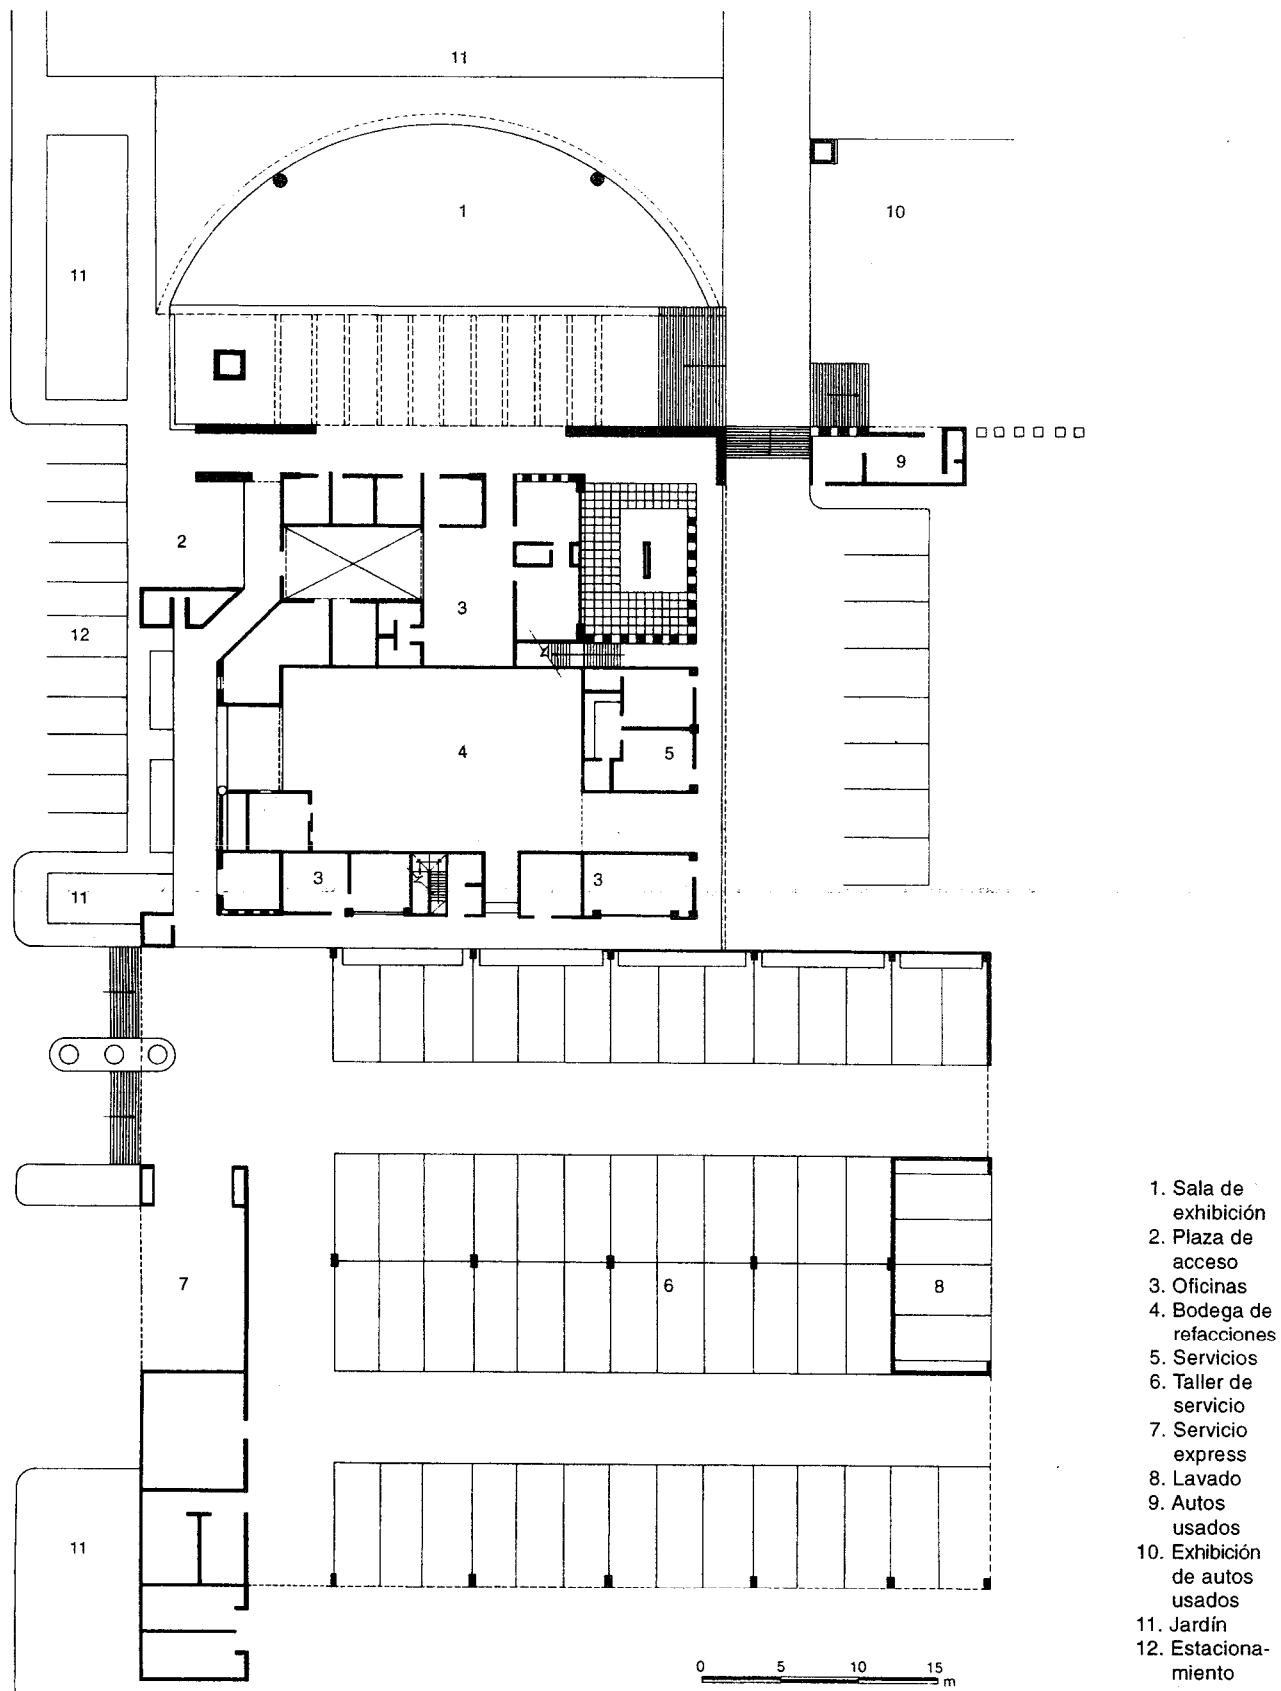 11
1
10
11
9
2
3
12
4
5
3
3
11
7
6
8
11
1. Sala de
exhibición
2. Plaza de
acceso
3. Oficinas
4. Bodega de
refacciones
5. Servicios
6. Taller de
servicio
7. Servicio
express
8. Lavado
9. Autos
usados
10. Exhibición
de autos
usados
11. Jardín
12. Estaciona-
miento
0 5 10 15
m